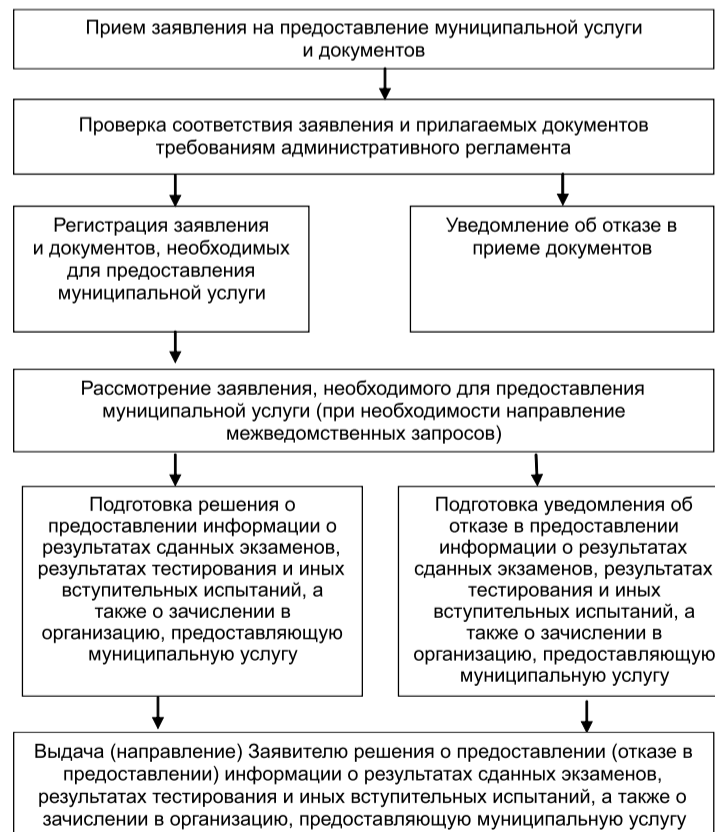 Прием заявления на предоставление муниципальной услуги
и документов
Проверка соответствия заявления и прилагаемых документов
требованиям административного регламента
Регистрация заявления
и документов, необходимых
для предоставления
муниципальной услуги
Уведомление об отказе в
приеме документов
Рассмотрение заявления, необходимого для предоставления
муниципальной услуги (при необходимости направление
межведомственных запросов)
Подготовка решения о
предоставлении информации о
результатах сданных экзаменов,
результатах тестирования и иных
вступительных испытаний, а
также о зачислении в
организацию, предоставляющую
муниципальную услугу
Подготовка уведомления об
отказе в предоставлении
информации о результатах
сданных экзаменов, результатах
тестирования и иных
вступительных испытаний, а
также о зачислении в
организацию, предоставляющую
муниципальную услугу
Выдача (направление) Заявителю решения о предоставлении (отказе в
предоставлении) информации о результатах сданных экзаменов,
результатах тестирования и иных вступительных испытаний, а также о
зачислении в организацию, предоставляющую муниципальную услугу